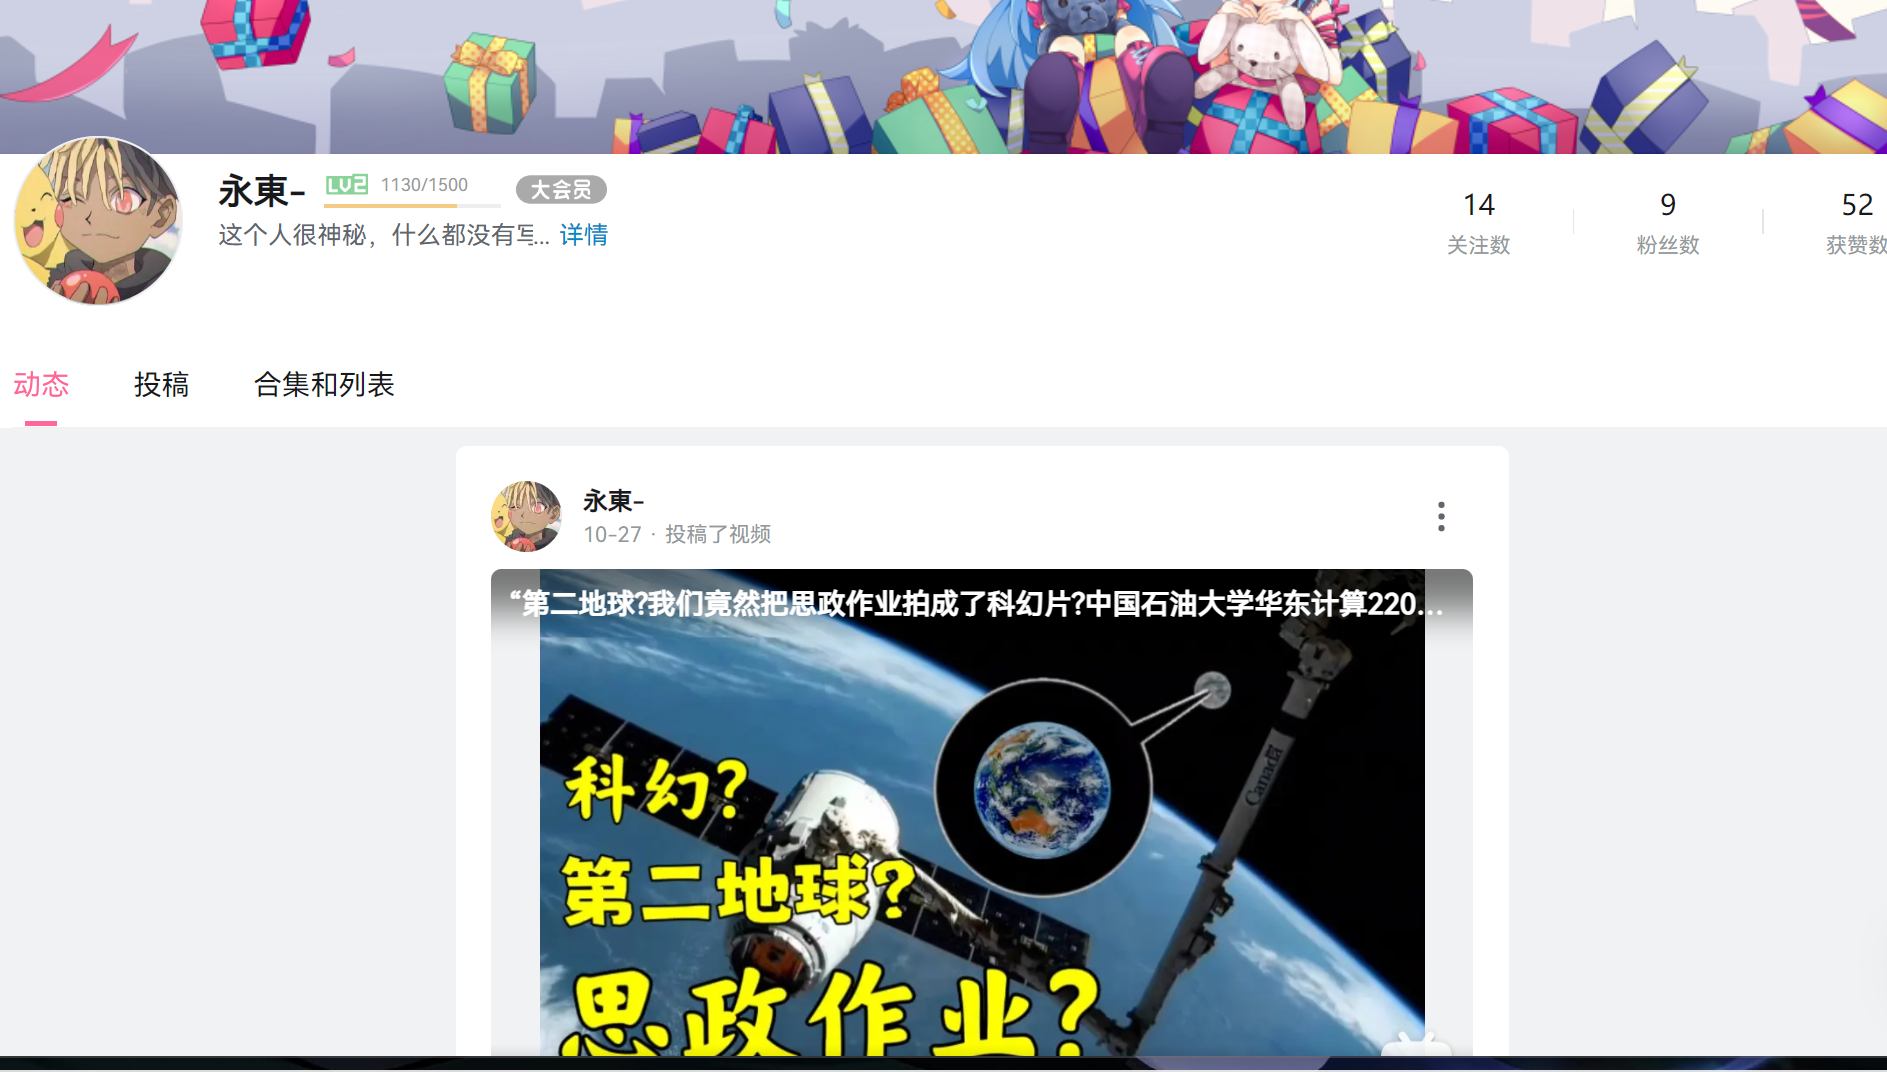 永東- LV2 1130/1500 大会员
这个人很神秘，什么都没有写... 详情
14 9 52
关注数 粉丝数 获赞数
动态 投稿 合集和列表
永東-
10-27 · 投稿了视频
“第二地球?我们竟然把思政作业拍成了科幻片?中国石油大学华东计算220...
Canada
科幻?
第二地球?
思政作业?